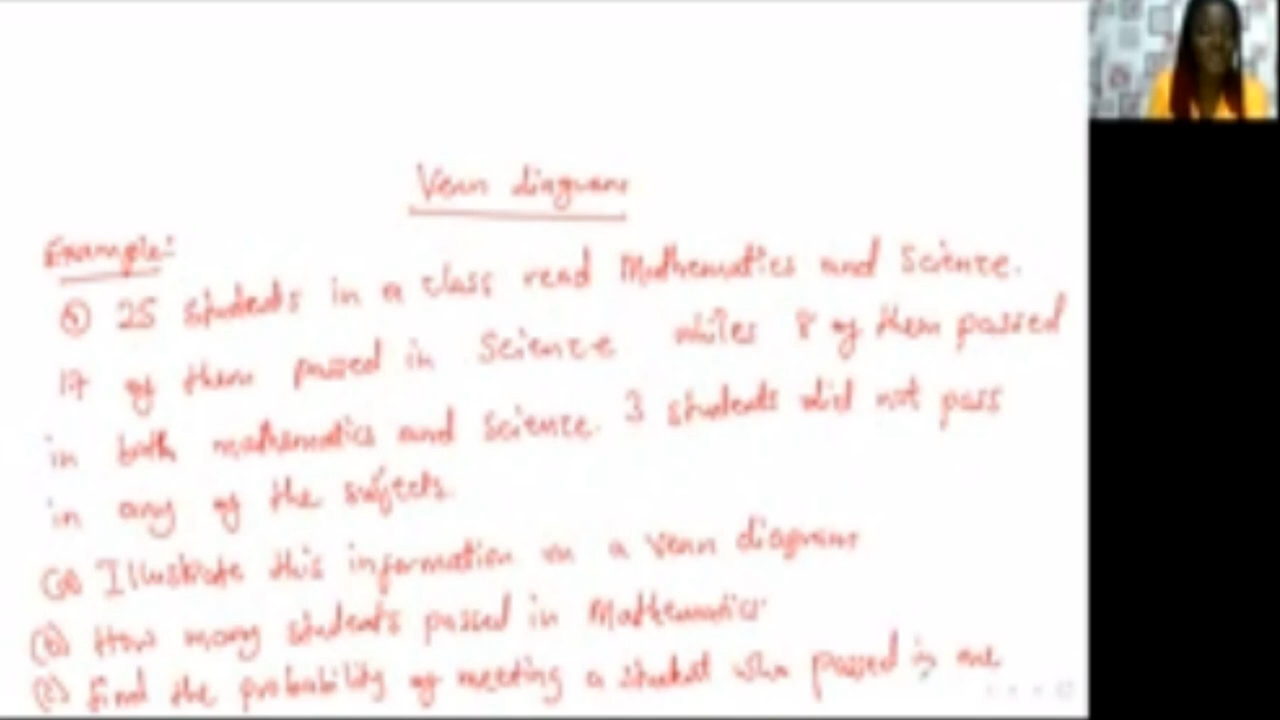 Venn diagrams
Example:
25 students in a class read Mathematics and Science.
17 of them passed in Science whiles 8 of them passed
in both mathematics and Science. 3 students did not pass
in any of the subjects.
(a) Illustrate this information on a Venn diagram
(b) How many students passed in Mathematics
(c) find the probability of meeting a student who passed in one